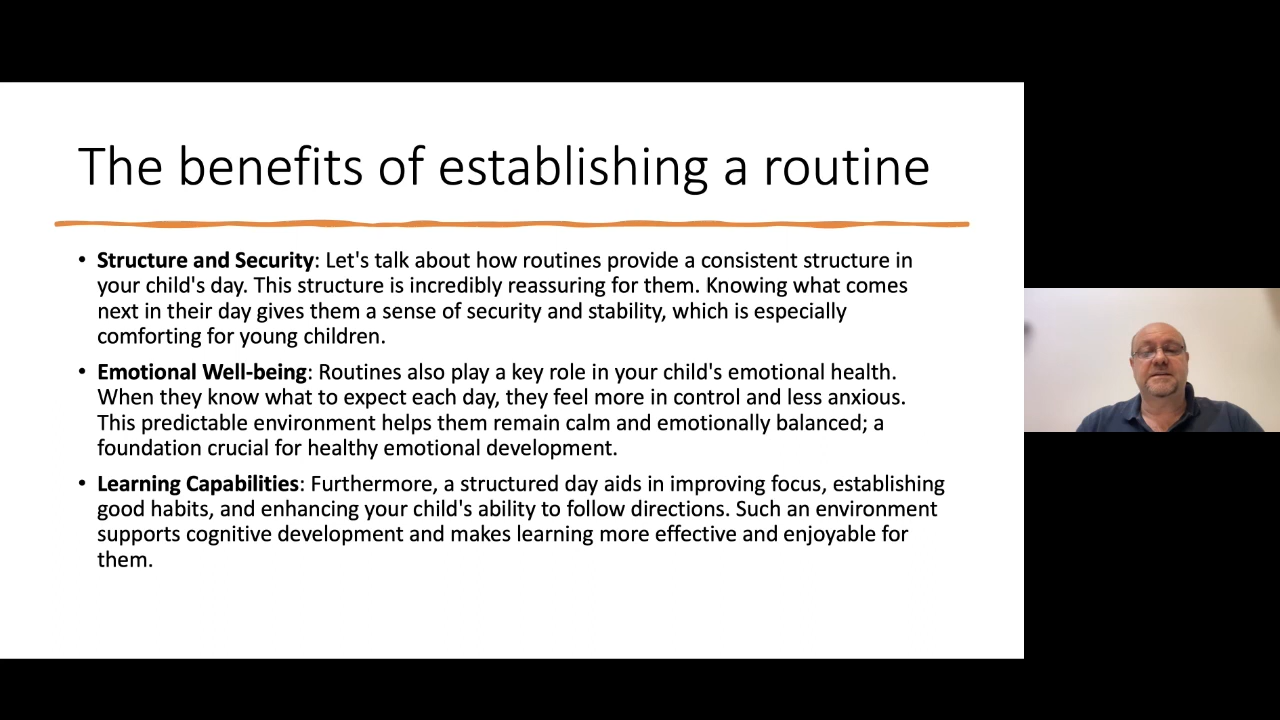 The benefits of establishing a routine
• Structure and Security: Let's talk about how routines provide a consistent structure in
your child's day. This structure is incredibly reassuring for them. Knowing what comes
next in their day gives them a sense of security and stability, which is especially
comforting for young children.
• Emotional Well-being: Routines also play a key role in your child's emotional health.
When they know what to expect each day, they feel more in control and less anxious.
This predictable environment helps them remain calm and emotionally balanced; a
foundation crucial for healthy emotional development.
• Learning Capabilities: Furthermore, a structured day aids in improving focus, establishing
good habits, and enhancing your child's ability to follow directions. Such an environment
supports cognitive development and makes learning more effective and enjoyable for
them.